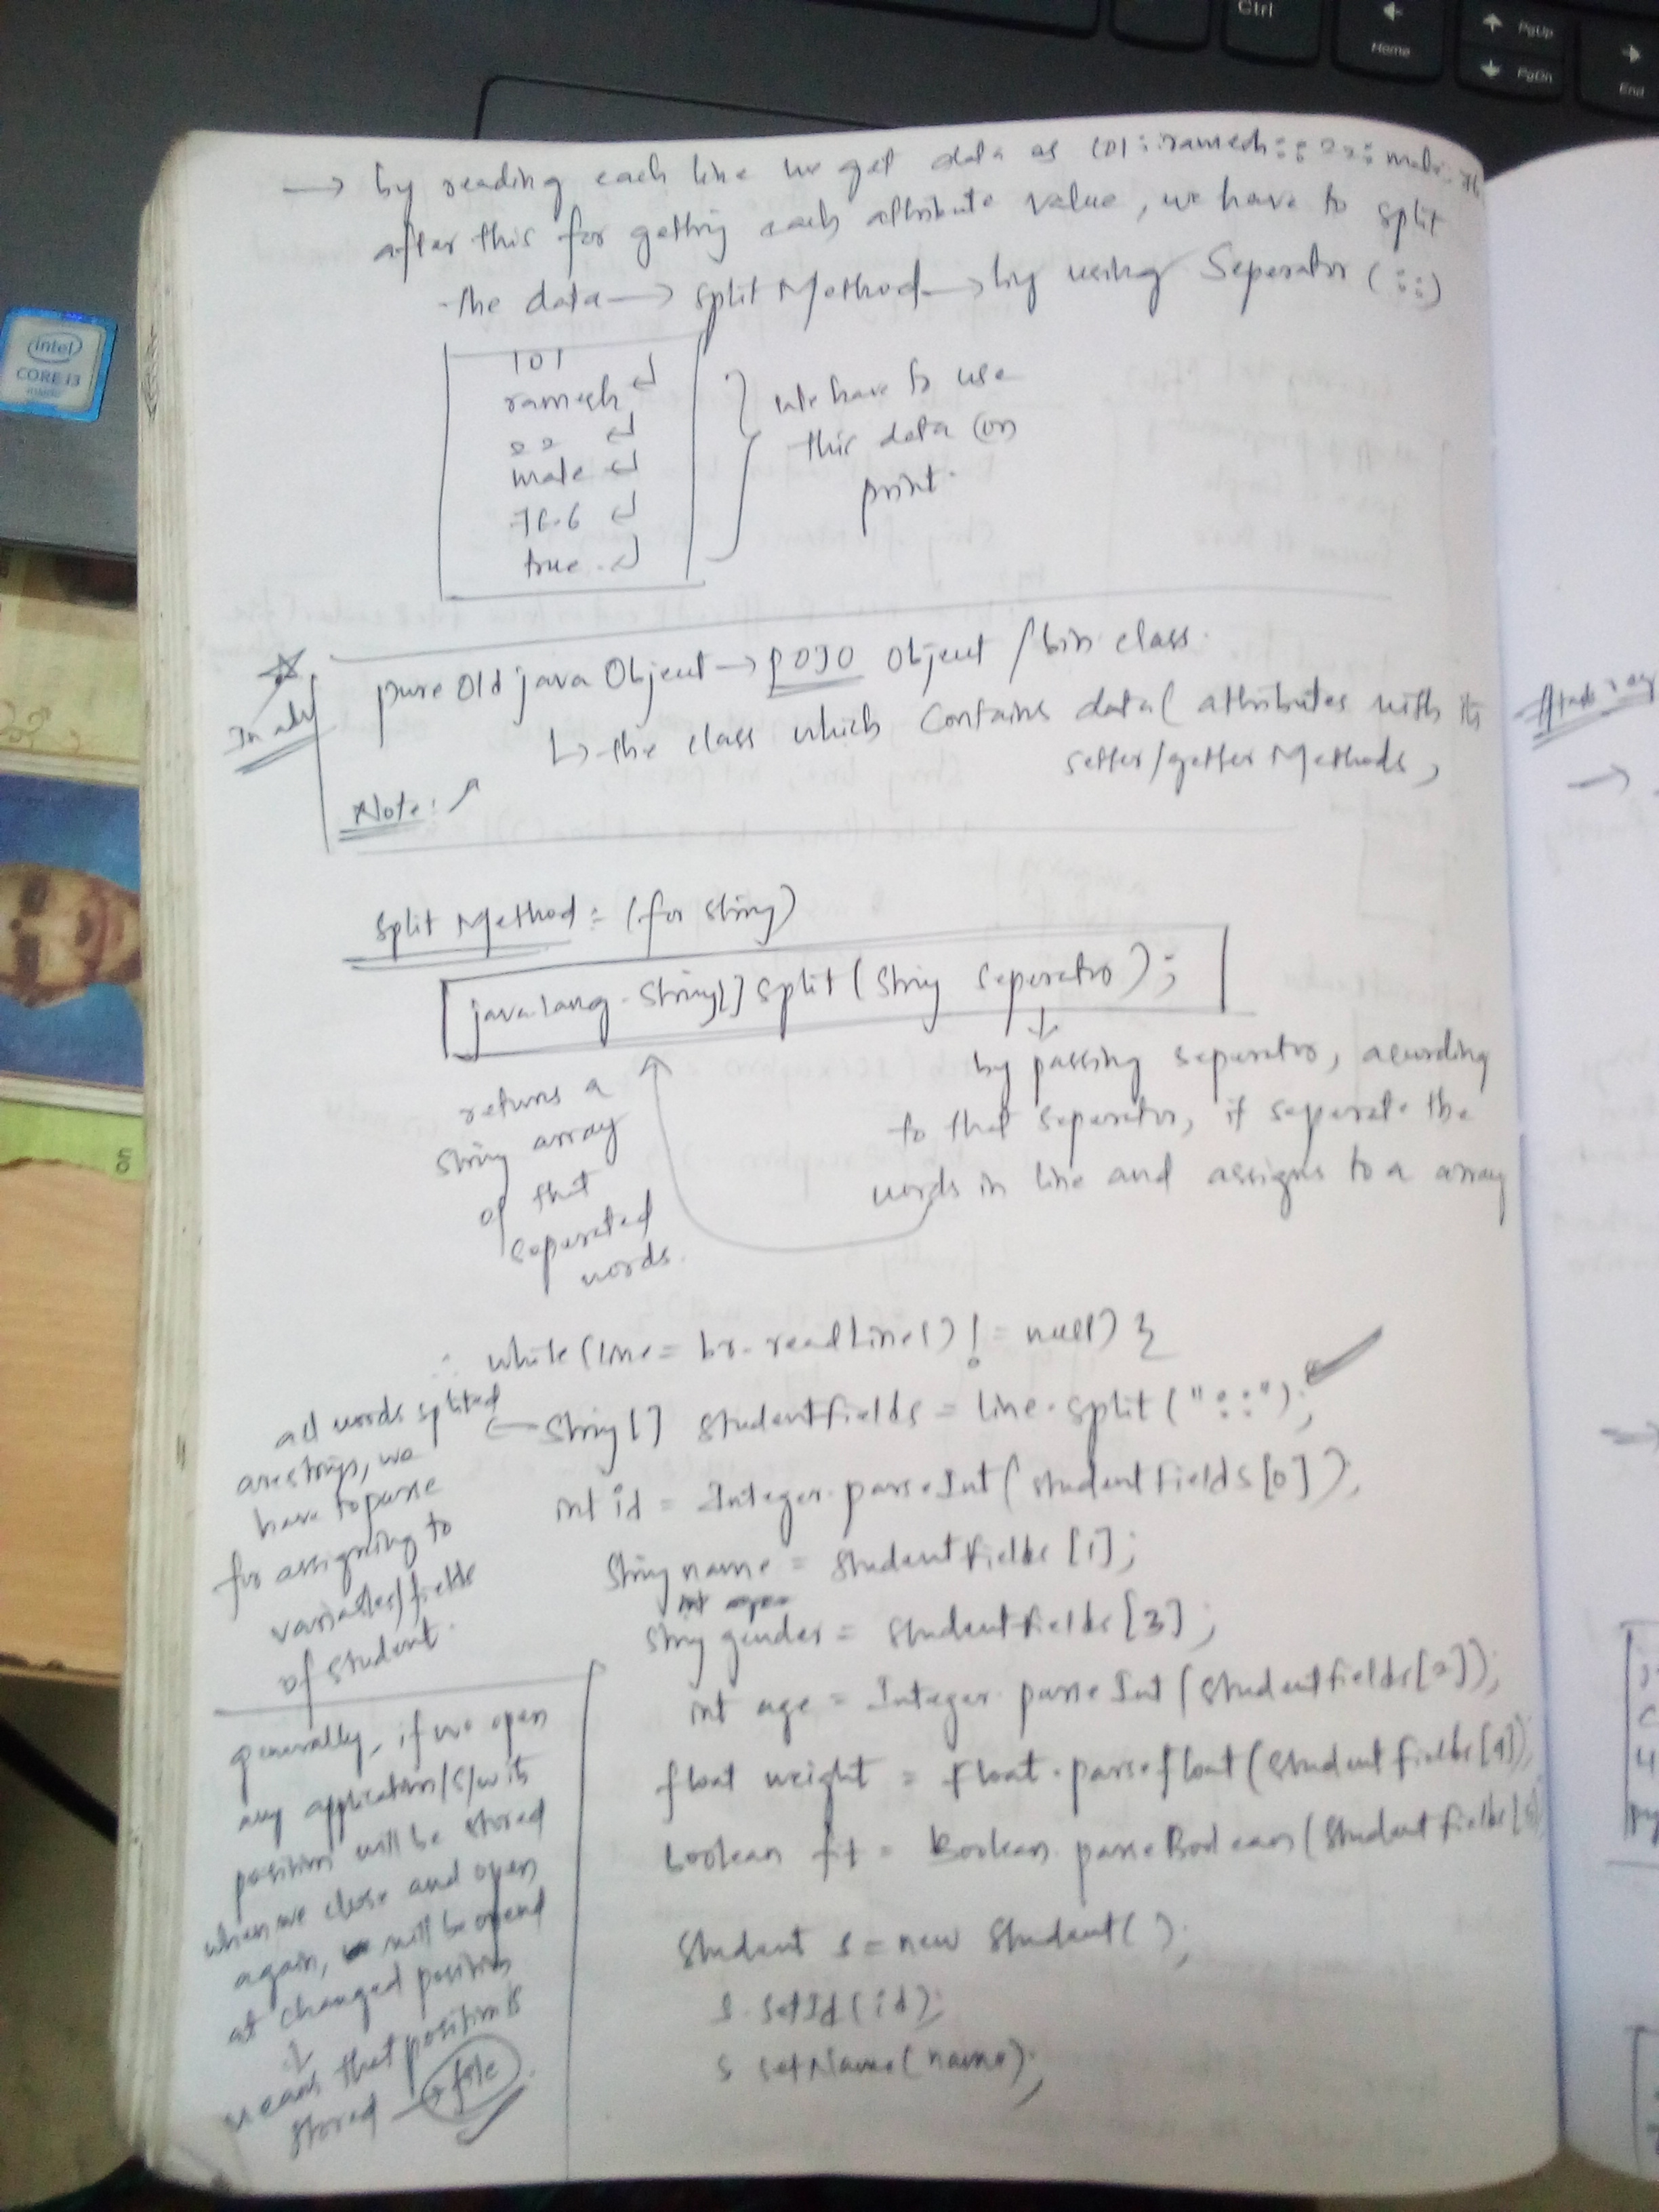 Ctrl
Home
PgUp
PgDn
End
intel
CORE i3
inside
→ by reading each line we get data as 101::ramesh::22::male::
after this for getting each attribute value, we have to split
the data → split Method → by using Seperator (::)
101 ↵
ramesh ↵
22 ↵
male ↵
↵
true ↵
we have to use
this data (or)
print.
pure Old java Object → POJO Object / bin class.
↳ the class which contains data( attributes with its
setter/getter Methods,
Note:
Split Method: (for string)
java.lang.String[] split (String seperator);
returns a
string array
of that
seperated
words.
by passing seperator, acurding
to that seperator, it seperate the
words in line and assigns to a array
∴ while(line = br.readLine() != null) {
String[] studentfields = line.split("::");
int id = Integer.parseInt(studentfields[0]);
String name = studentfields [1];
String gender = studentfields [3];
int age = Integer.parseInt(studentfields[2]);
float weight = float.parsefloat(studentfields[4]);
boolean fit = Boolean.parseBoolean(studentfields[5]
Student s = new Student( );
s.setId(id);
s setName(name);
all words splited
are strings, we
have to parse
for assigning to
variables/fields
of student.
generally, if we open
any application/S/w its
position will be stored
when we close and open
again, will be opend
at changed position
↓
means that position is
stored → file